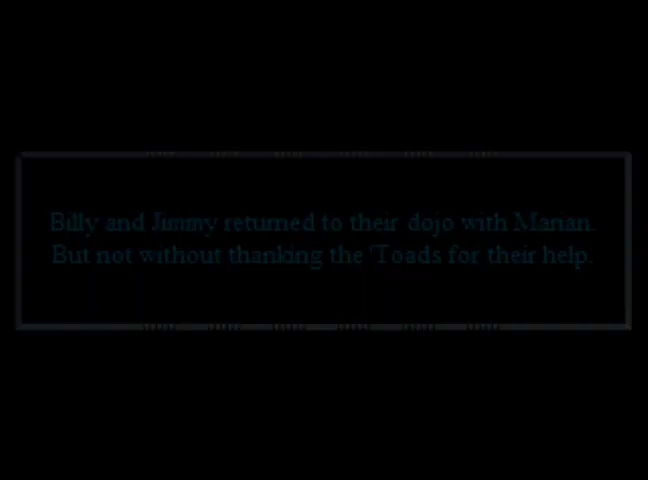 Billy and Jimmy returned to their dojo with Marian.
But not without thanking the 'Toads for their help.